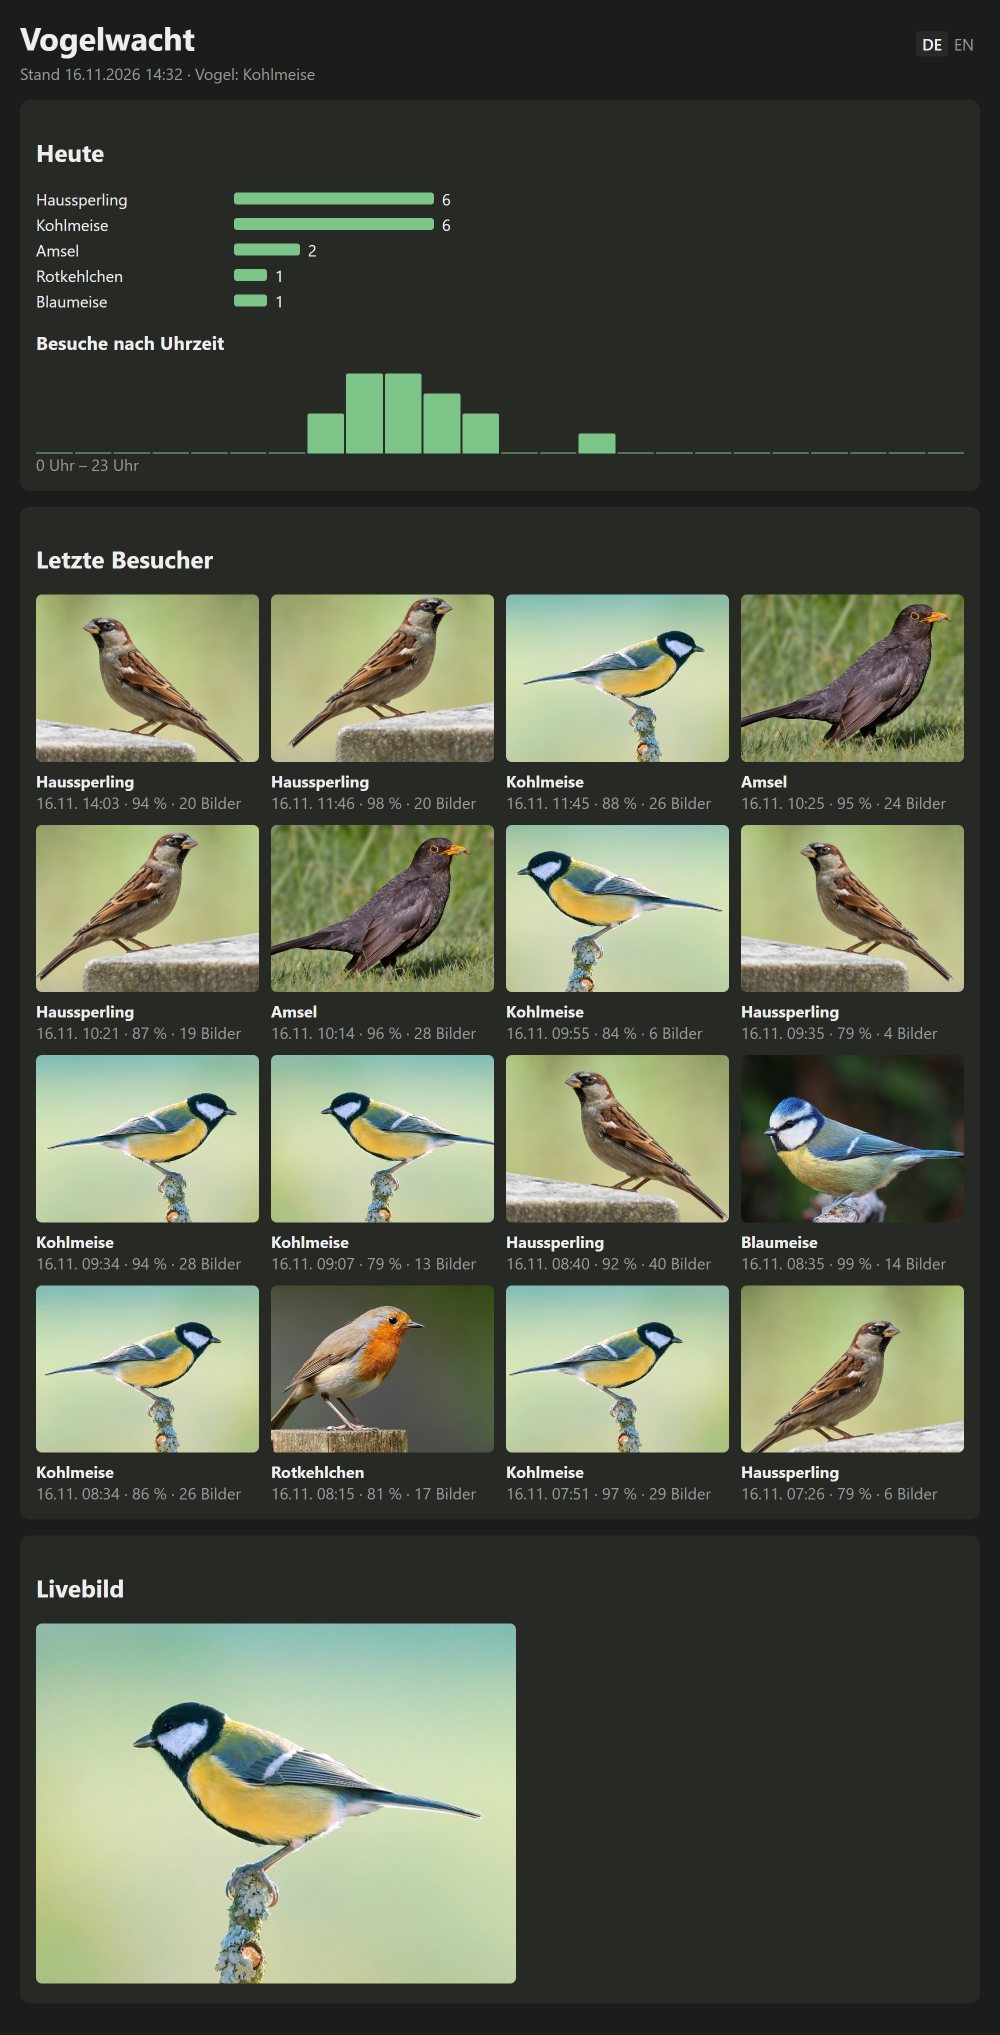 Vogelwacht
DE EN
Stand 16.11.2026 14:32 · Vogel: Kohlmeise
Heute
Haussperling 6
Kohlmeise 6
Amsel 2
Rotkehlchen 1
Blaumeise 1
Besuche nach Uhrzeit
0 Uhr – 23 Uhr
Letzte Besucher
Haussperling
16.11. 14:03 · 94 % · 20 Bilder
Haussperling
16.11. 11:46 · 98 % · 20 Bilder
Kohlmeise
16.11. 11:45 · 88 % · 26 Bilder
Amsel
16.11. 10:25 · 95 % · 24 Bilder
Haussperling
16.11. 10:21 · 87 % · 19 Bilder
Amsel
16.11. 10:14 · 96 % · 28 Bilder
Kohlmeise
16.11. 09:55 · 84 % · 6 Bilder
Haussperling
16.11. 09:35 · 79 % · 4 Bilder
Kohlmeise
16.11. 09:34 · 94 % · 28 Bilder
Kohlmeise
16.11. 09:07 · 79 % · 13 Bilder
Haussperling
16.11. 08:40 · 92 % · 40 Bilder
Blaumeise
16.11. 08:35 · 99 % · 14 Bilder
Kohlmeise
16.11. 08:34 · 86 % · 26 Bilder
Rotkehlchen
16.11. 08:15 · 81 % · 17 Bilder
Kohlmeise
16.11. 07:51 · 97 % · 29 Bilder
Haussperling
16.11. 07:26 · 79 % · 6 Bilder
Livebild